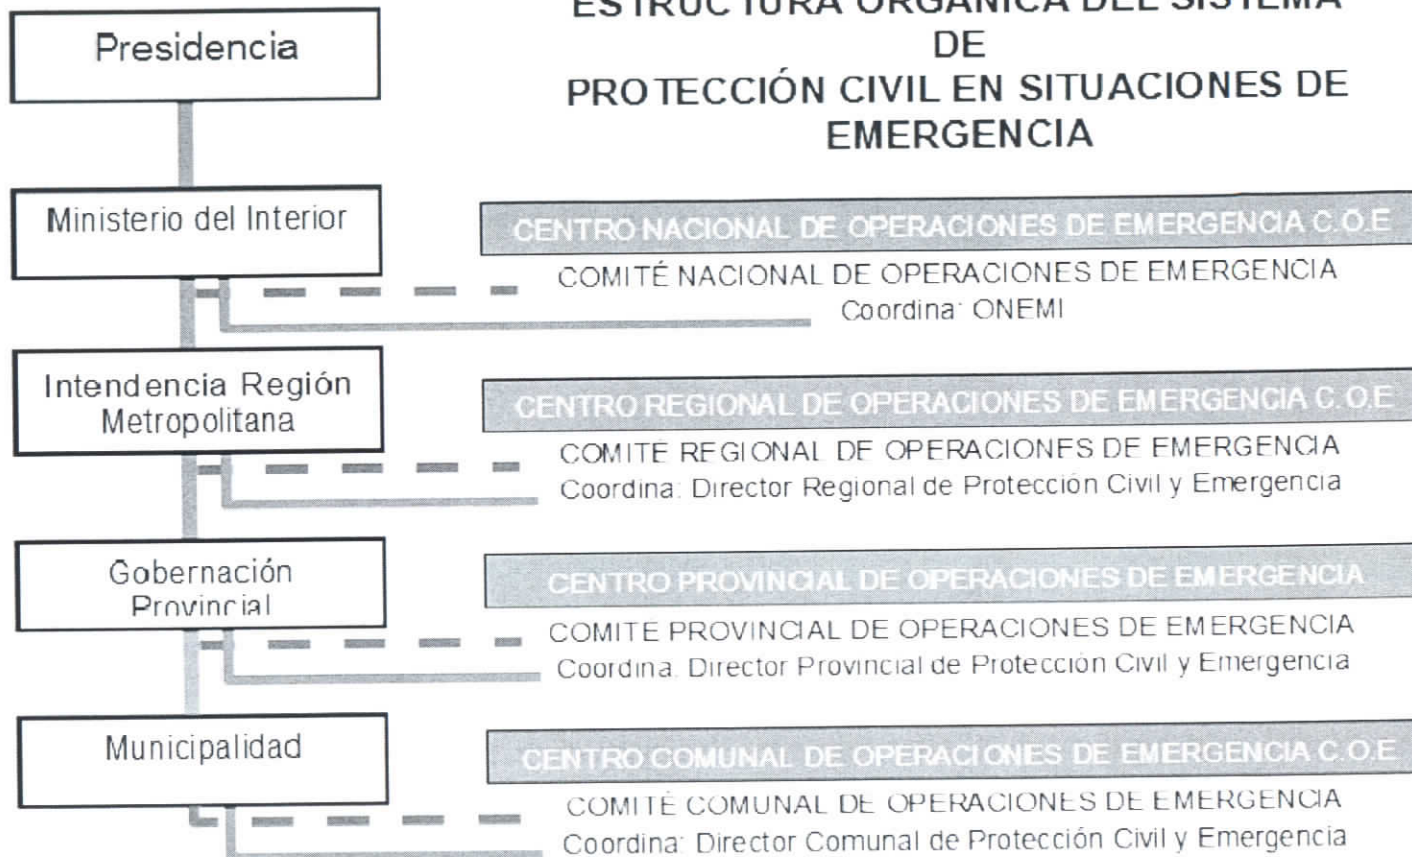 ESTRUCTURA ORGÁNICA DEL SISTEMA
DE
PROTECCIÓN CIVIL EN SITUACIONES DE
EMERGENCIA
Presidencia
Ministerio del Interior
CENTRO NACIONAL DE OPERACIONES DE EMERGENCIA C.O.E
COMITÉ NACIONAL DE OPERACIONES DE EMERGENCIA
Coordina: ONEMI
Intendencia Región
Metropolitana
CENTRO REGIONAL DE OPERACIONES DE EMERGENCIA C.O.E
COMITE REGIONAL DE OPERACIONES DE EMERGENCIA
Coordina: Director Regional de Protección Civil y Emergencia
Gobernación
Provincial
CENTRO PROVINCIAL DE OPERACIONES DE EMERGENCIA
COMITE PROVINCIAL DE OPERACIONES DE EMERGENCIA
Coordina: Director Provincial de Protección Civil y Emergencia
Municipalidad
CENTRO COMUNAL DE OPERACIONES DE EMERGENCIA C.O.E
COMITÉ COMUNAL DE OPERACIONES DE EMERGENCIA
Coordina: Director Comunal de Protección Civil y Emergencia